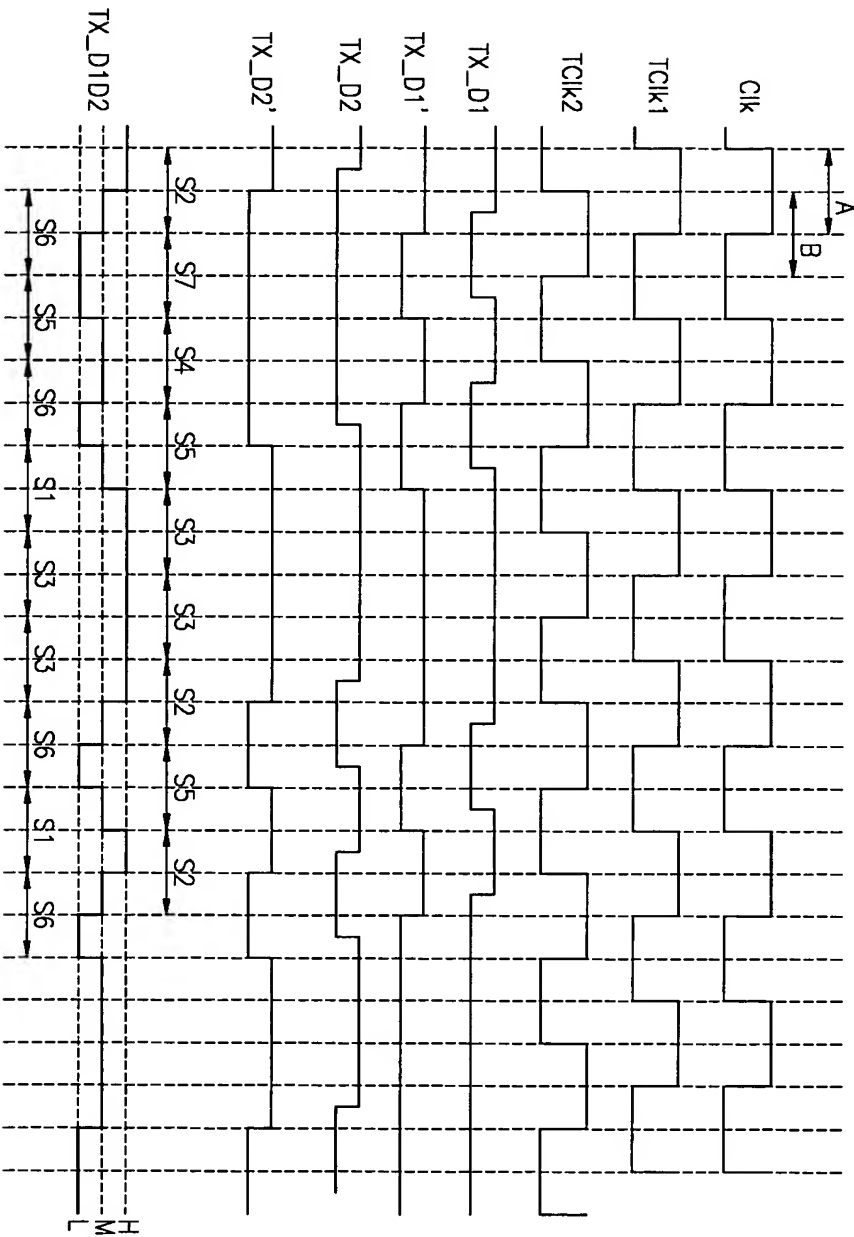 A
B
Clk
TClk1
TClk2
TX_D1
TX_D1'
TX_D2
TX_D2'
S2 S7 S4 S5 S3 S3 S2 S5 S2
TX_D1D2
H
M
L
S6 S5 S6 S1 S3 S3 S6 S1 S6